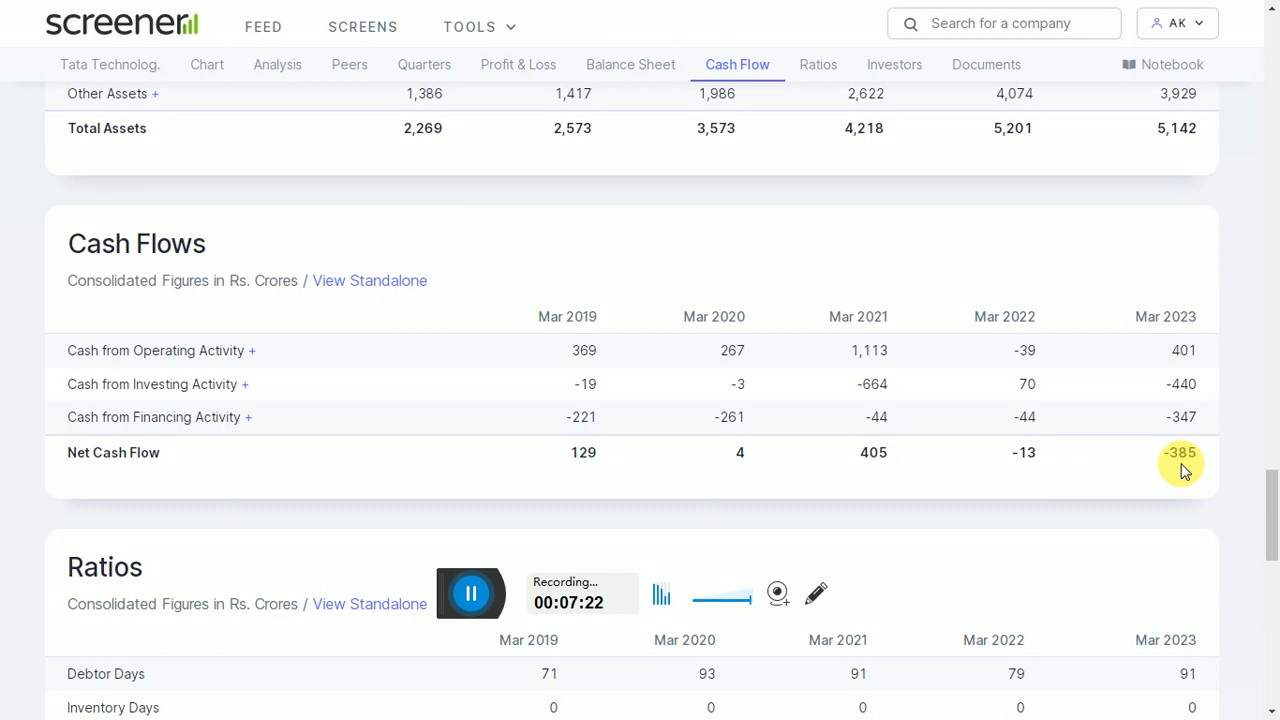 screener FEED SCREENS TOOLS Search for a company AK
Tata Technolog. Chart Analysis Peers Quarters Profit & Loss Balance Sheet Cash Flow Ratios Investors Documents Notebook
Other Assets + 1,386 1,417 1,986 2,622 4,074 3,929
Total Assets 2,269 2,573 3,573 4,218 5,201 5,142
Cash Flows
Consolidated Figures in Rs. Crores / View Standalone
Mar 2019 Mar 2020 Mar 2021 Mar 2022 Mar 2023
Cash from Operating Activity + 369 267 1,113 -39 401
Cash from Investing Activity + -19 -3 -664 70 -440
Cash from Financing Activity + -221 -261 -44 -44 -347
Net Cash Flow 129 4 405 -13 -385
Ratios
Consolidated Figures in Rs. Crores / View Standalone
Recording...
00:07:22
Mar 2019 Mar 2020 Mar 2021 Mar 2022 Mar 2023
Debtor Days 71 93 91 79 91
Inventory Days 0 0 0 0 0